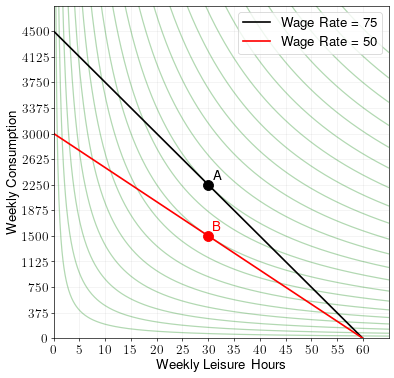 Wage Rate = 75
Wage Rate = 50
4500
4125
3750
3375
3000
2625
2250
1875
1500
1125
750
375
0
Weekly Consumption
A
B
0 5 10 15 20 25 30 35 40 45 50 55 60
Weekly Leisure Hours